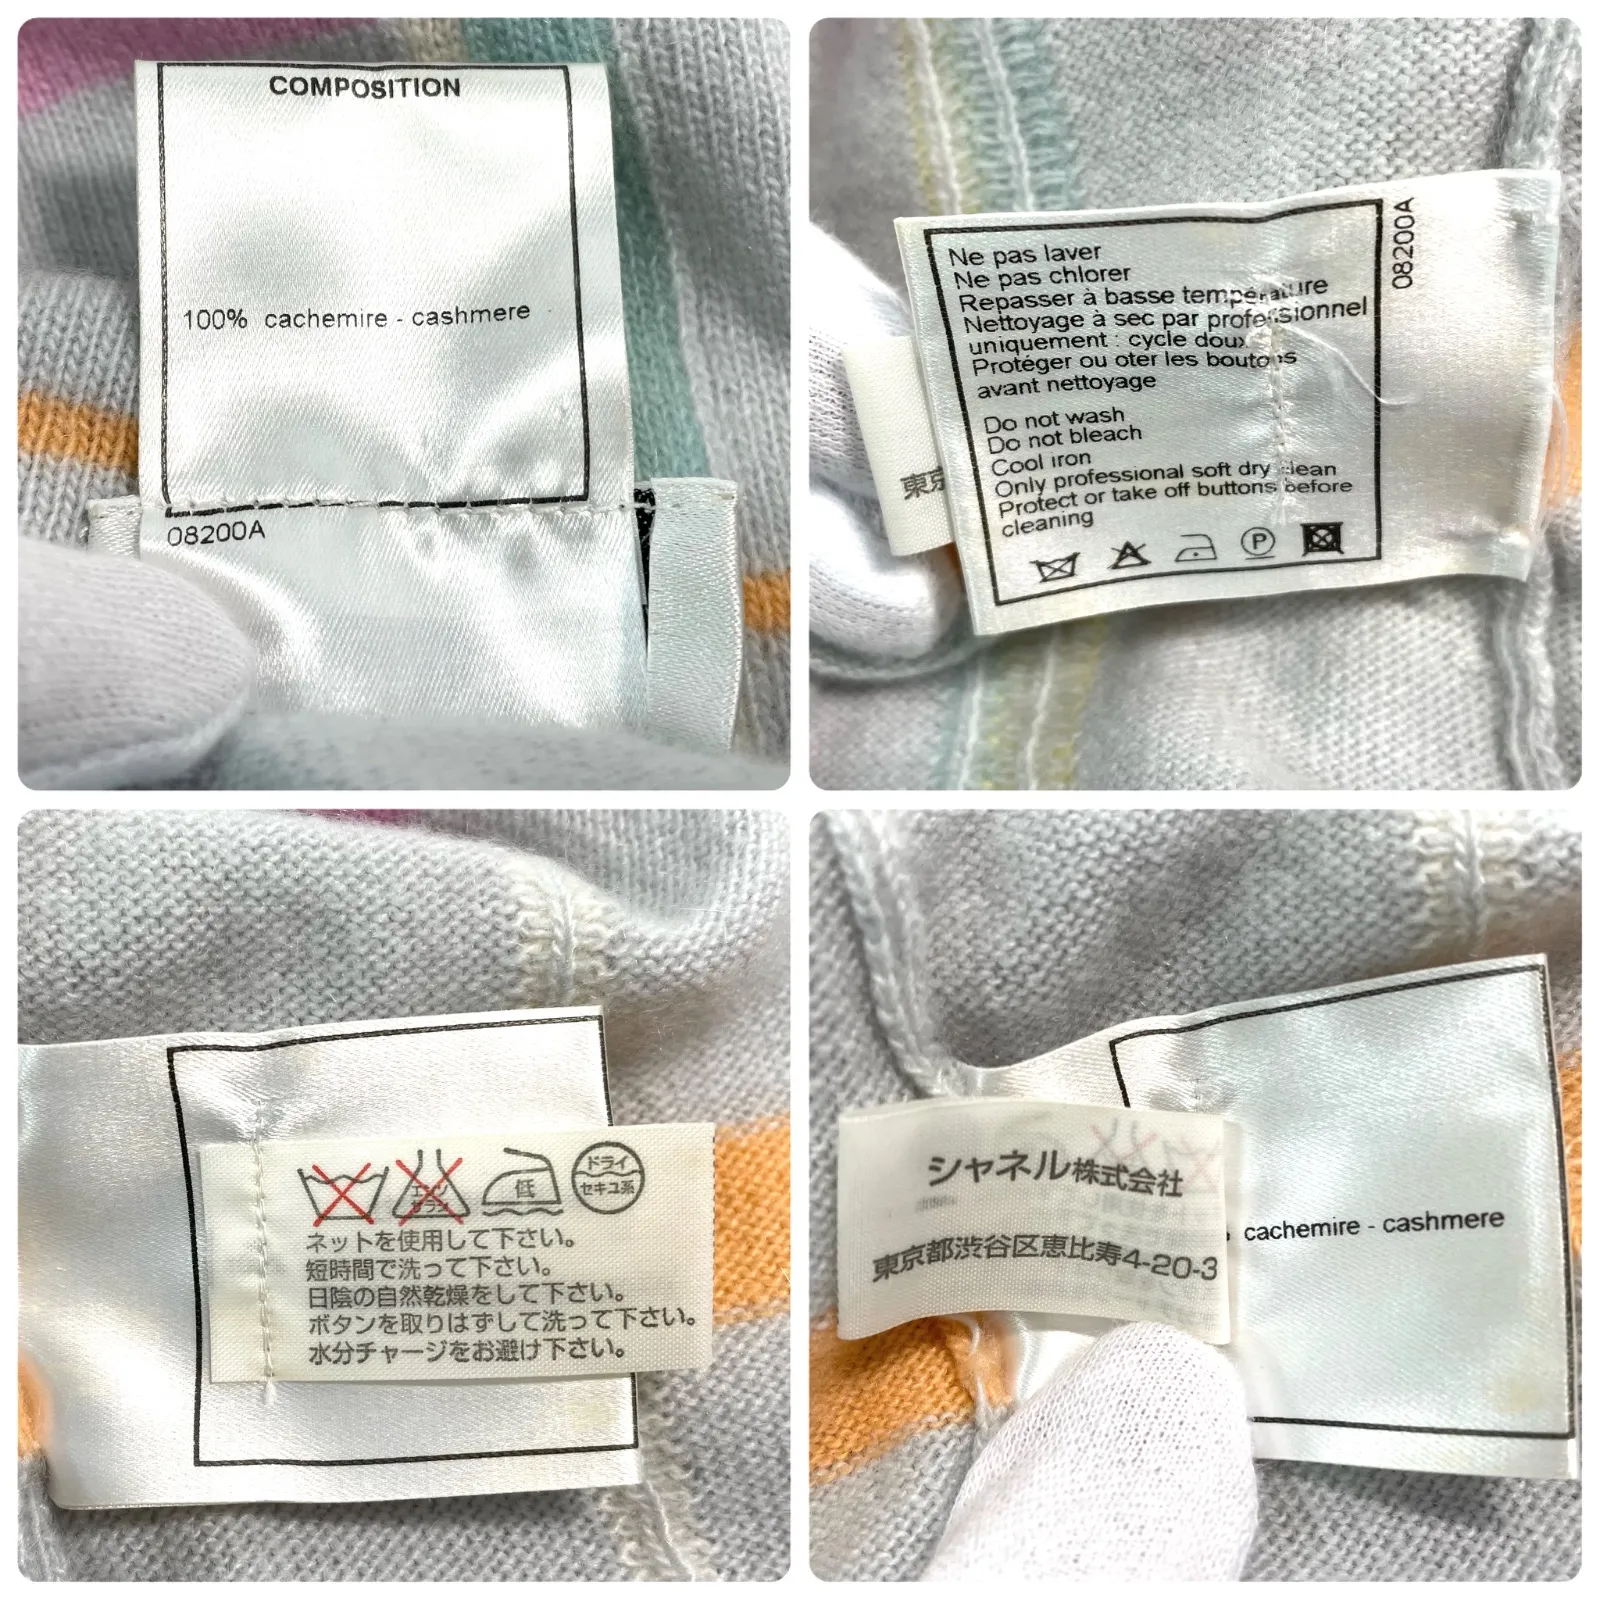 COMPOSITION
100% cachemire - cashmere
08200A
Ne pas laver
Ne pas chlorer
Repasser à basse température
Nettoyage à sec par professionnel
uniquement : cycle doux
Protéger ou oter les boutons
avant nettoyage
Do not wash
Do not bleach
Cool iron
Only professional soft dry clean
Protect or take off buttons before
cleaning
P
08200A
東京
低
ドライ
セキユ系
ネットを使用して下さい。
短時間で洗って下さい。
日陰の自然乾燥をして下さい。
ボタンを取りはずして洗って下さい。
水分チャージをお避け下さい。
シャネル株式会社
東京都渋谷区恵比寿4-20-3
cachemire - cashmere